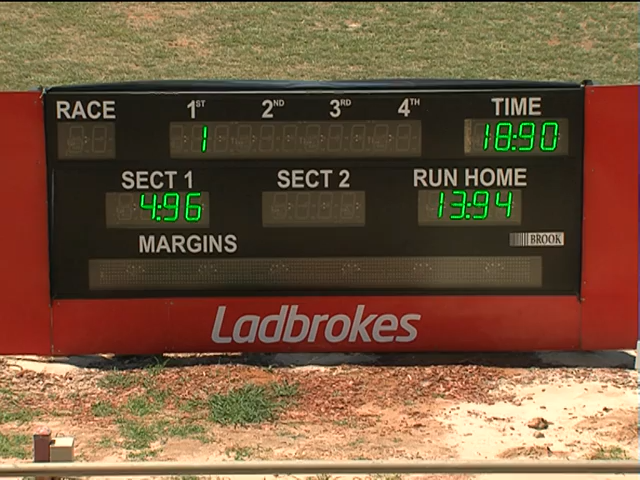 RACE 1ST 2ND 3RD 4TH TIME
1 18:90
SECT 1 SECT 2 RUN HOME
4:96 13:94
MARGINS BROOK
Ladbrokes